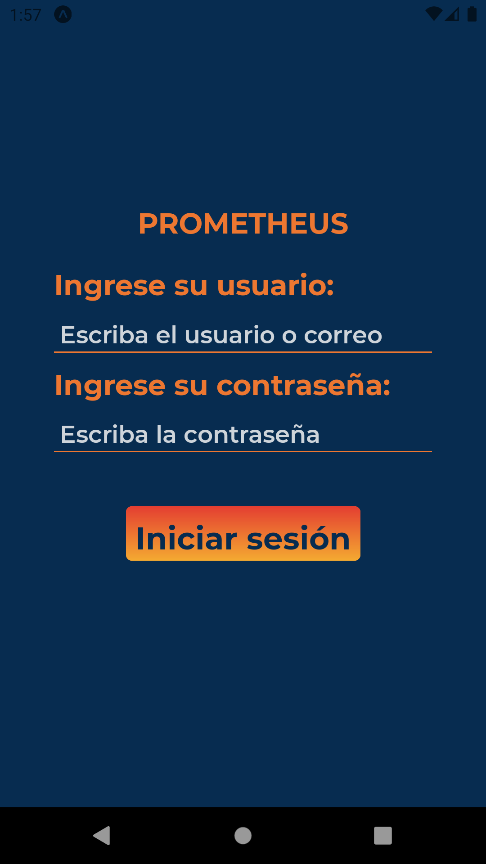 1:57
PROMETHEUS
Ingrese su usuario:
Escriba el usuario o correo
Ingrese su contraseña:
Escriba la contraseña
Iniciar sesión